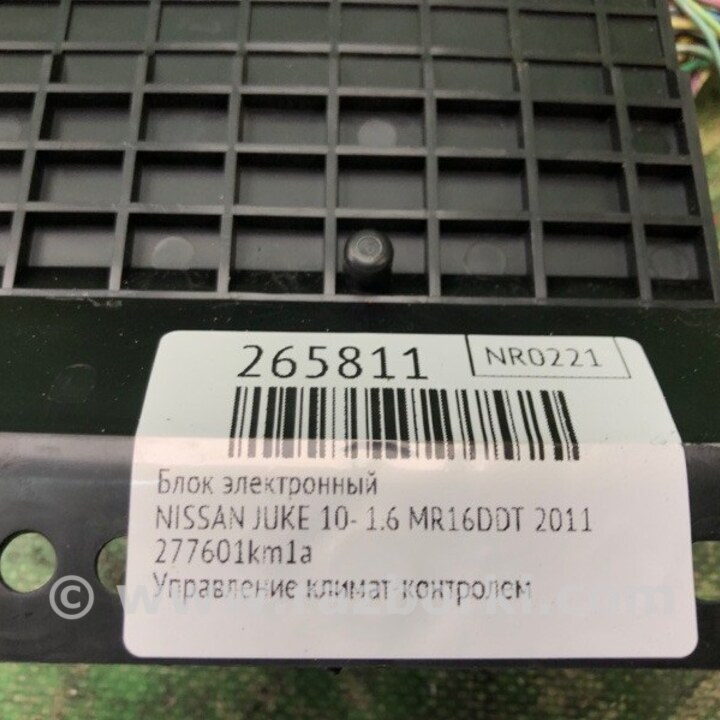 265811
NR0221
Блок электронный
NISSAN JUKE 10- 1.6 MR16DDT 2011
277601km1a
Управление климат контролем